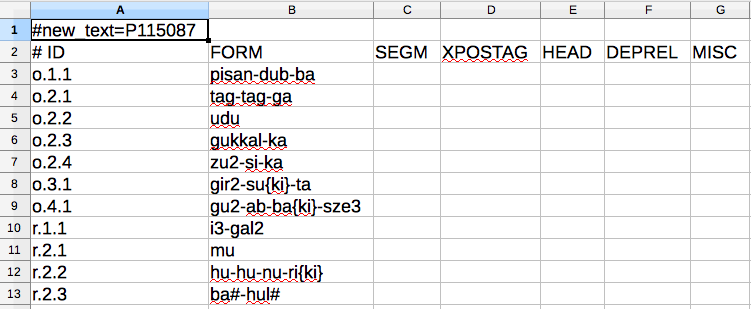 A B C D E F G
1 #new_text=P115087
2 # ID FORM SEGM XPOSTAG HEAD DEPREL MISC
3 o.1.1 pisan-dub-ba
4 o.2.1 tag-tag-ga
5 o.2.2 udu
6 o.2.3 gukkal-ka
7 o.2.4 zu2-si-ka
8 o.3.1 gir2-su{ki}-ta
9 o.4.1 gu2-ab-ba{ki}-sze3
10 r.1.1 i3-gal2
11 r.2.1 mu
12 r.2.2 hu-hu-nu-ri{ki}
13 r.2.3 ba#-hul#